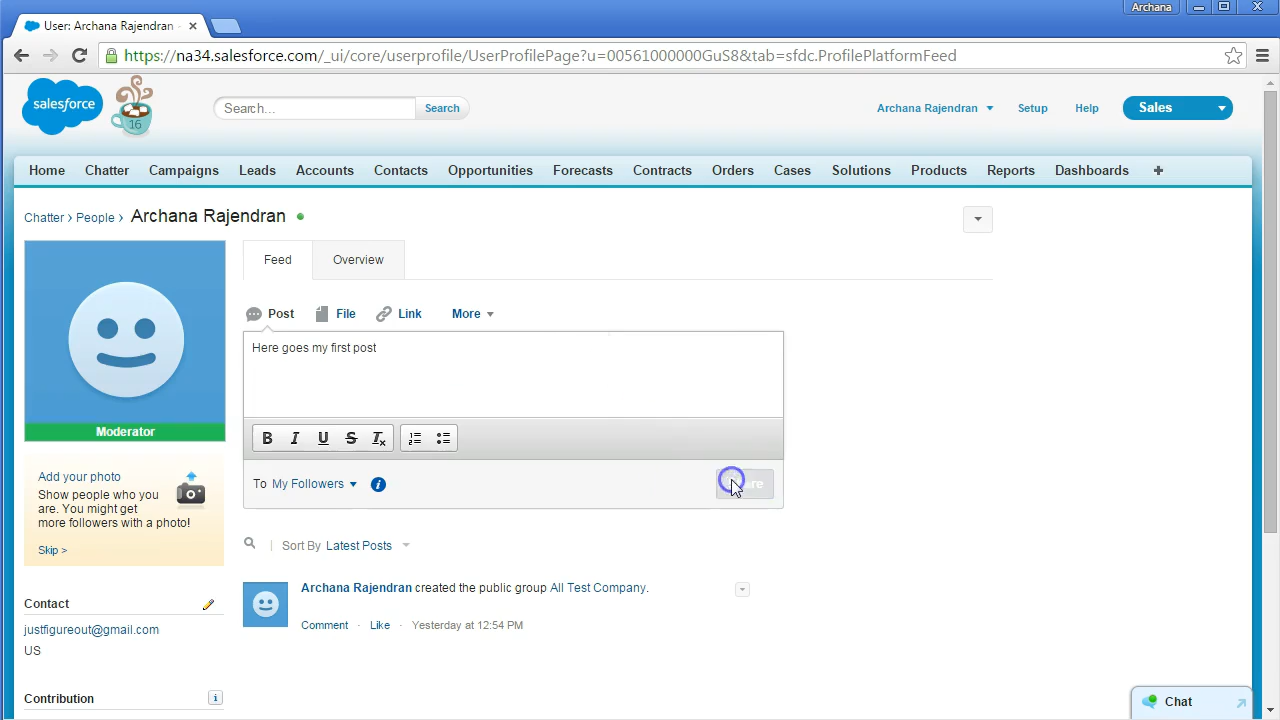 User: Archana Rajendran
Archana
https://na34.salesforce.com/_ui/core/userprofile/UserProfilePage?u=00561000000GuS8&tab=sfdc.ProfilePlatformFeed
salesforce
16
Search...
Search
Archana Rajendran
Setup
Help
Sales
Home
Chatter
Campaigns
Leads
Accounts
Contacts
Opportunities
Forecasts
Contracts
Orders
Cases
Solutions
Products
Reports
Dashboards
Chatter › People › Archana Rajendran
Moderator
Add your photo
Show people who you
are. You might get
more followers with a photo!
Skip >
Contact
justfigureout@gmail.com
US
Contribution
Feed
Overview
Post
File
Link
More
Here goes my first post
B I U S Tx
To My Followers
Sort By Latest Posts
Archana Rajendran created the public group All Test Company.
Comment · Like · Yesterday at 12:54 PM
Chat